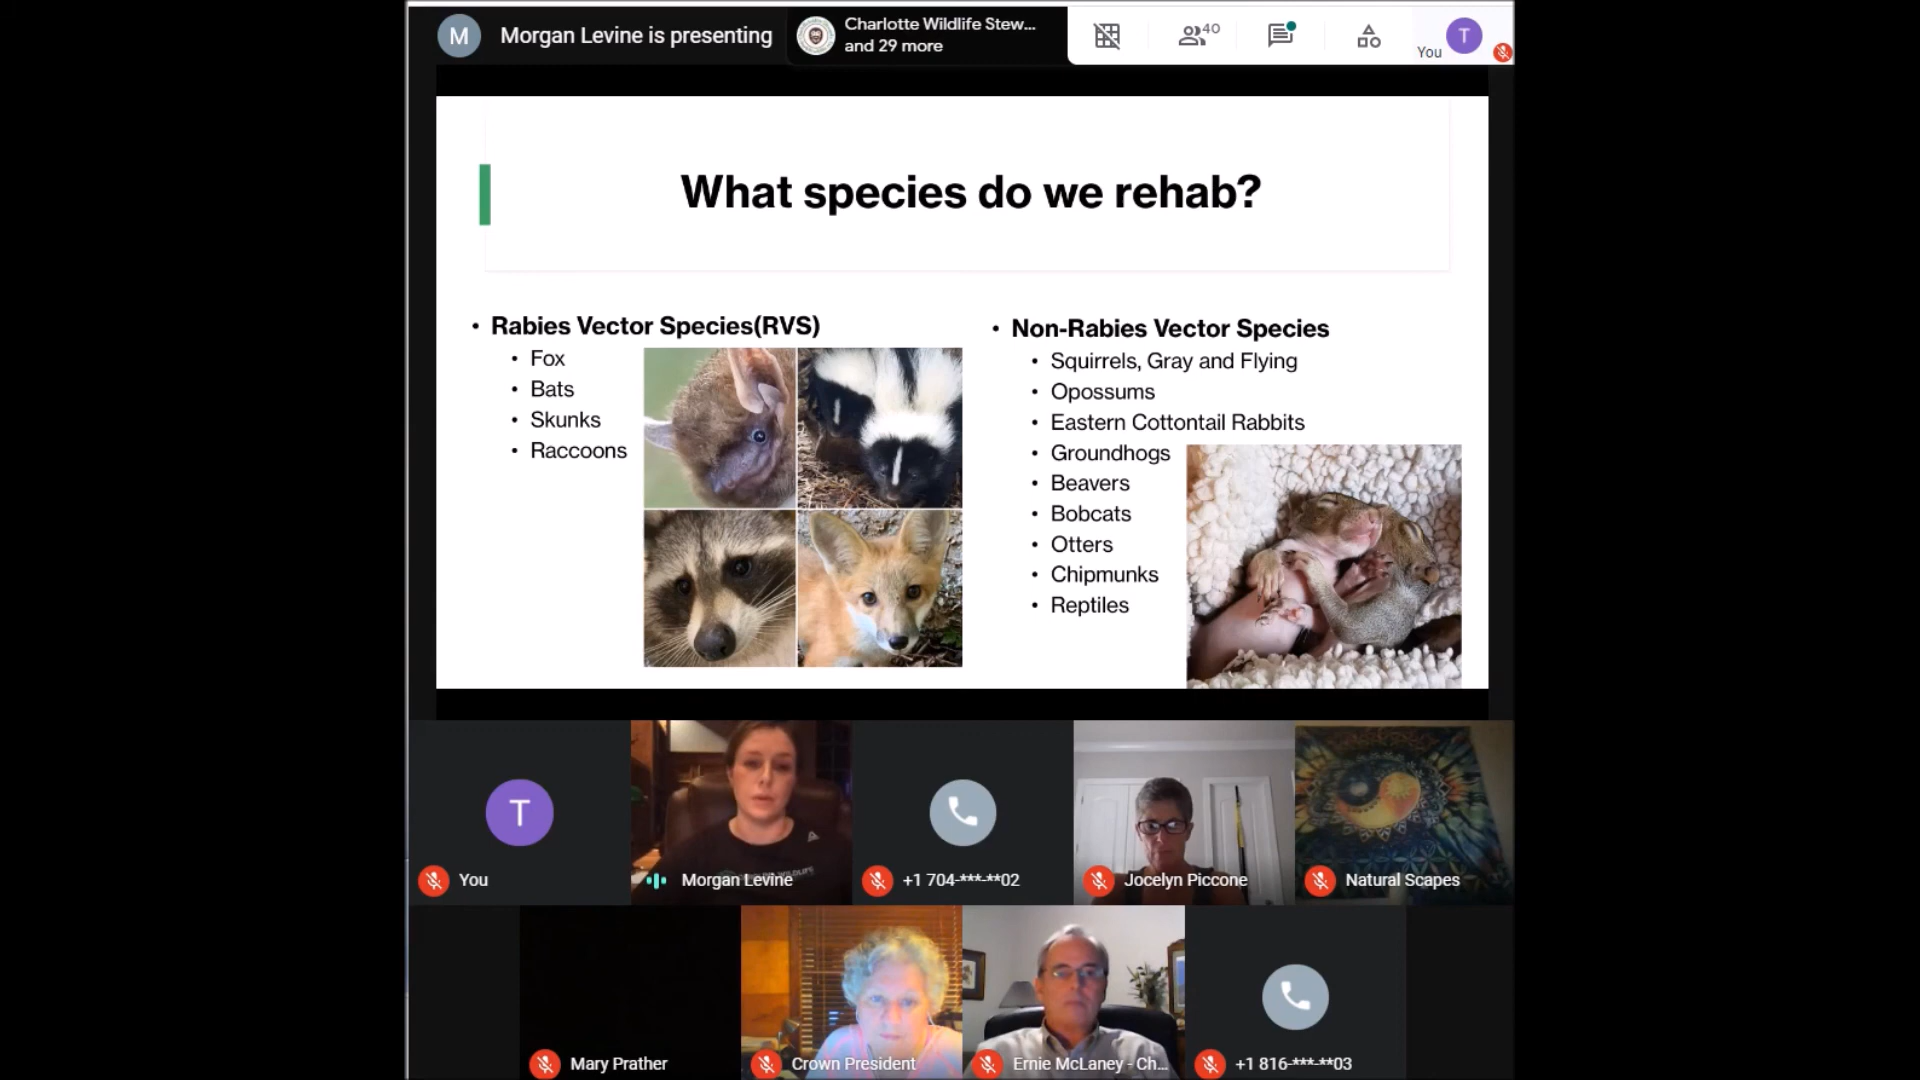 M
Morgan Levine is presenting
Charlotte Wildlife Stew...
and 29 more
40
You
T
What species do we rehab?
• Rabies Vector Species(RVS)
• Fox
• Bats
• Skunks
• Raccoons
• Non-Rabies Vector Species
• Squirrels, Gray and Flying
• Opossums
• Eastern Cottontail Rabbits
• Groundhogs
• Beavers
• Bobcats
• Otters
• Chipmunks
• Reptiles
T
You
Morgan Levine
+1 704-***-**02
Jocelyn Piccone
Natural Scapes
Mary Prather
Crown President
Ernie McLaney - Ch...
+1 816-***-**03